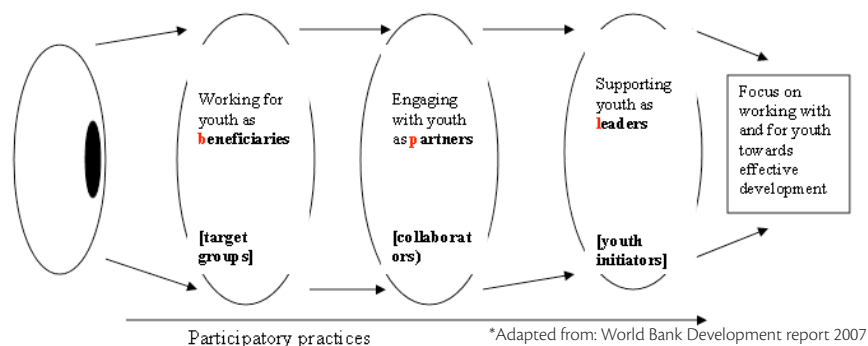 Working for
youth as
beneficiaries
[target
groups]
Engaging
with youth
as partners
[collaborat
ors)
Supporting
youth as
leaders
[youth
initiators]
Focus on
working with
and for youth
towards
effective
development
Participatory practices
*Adapted from: World Bank Development report 2007